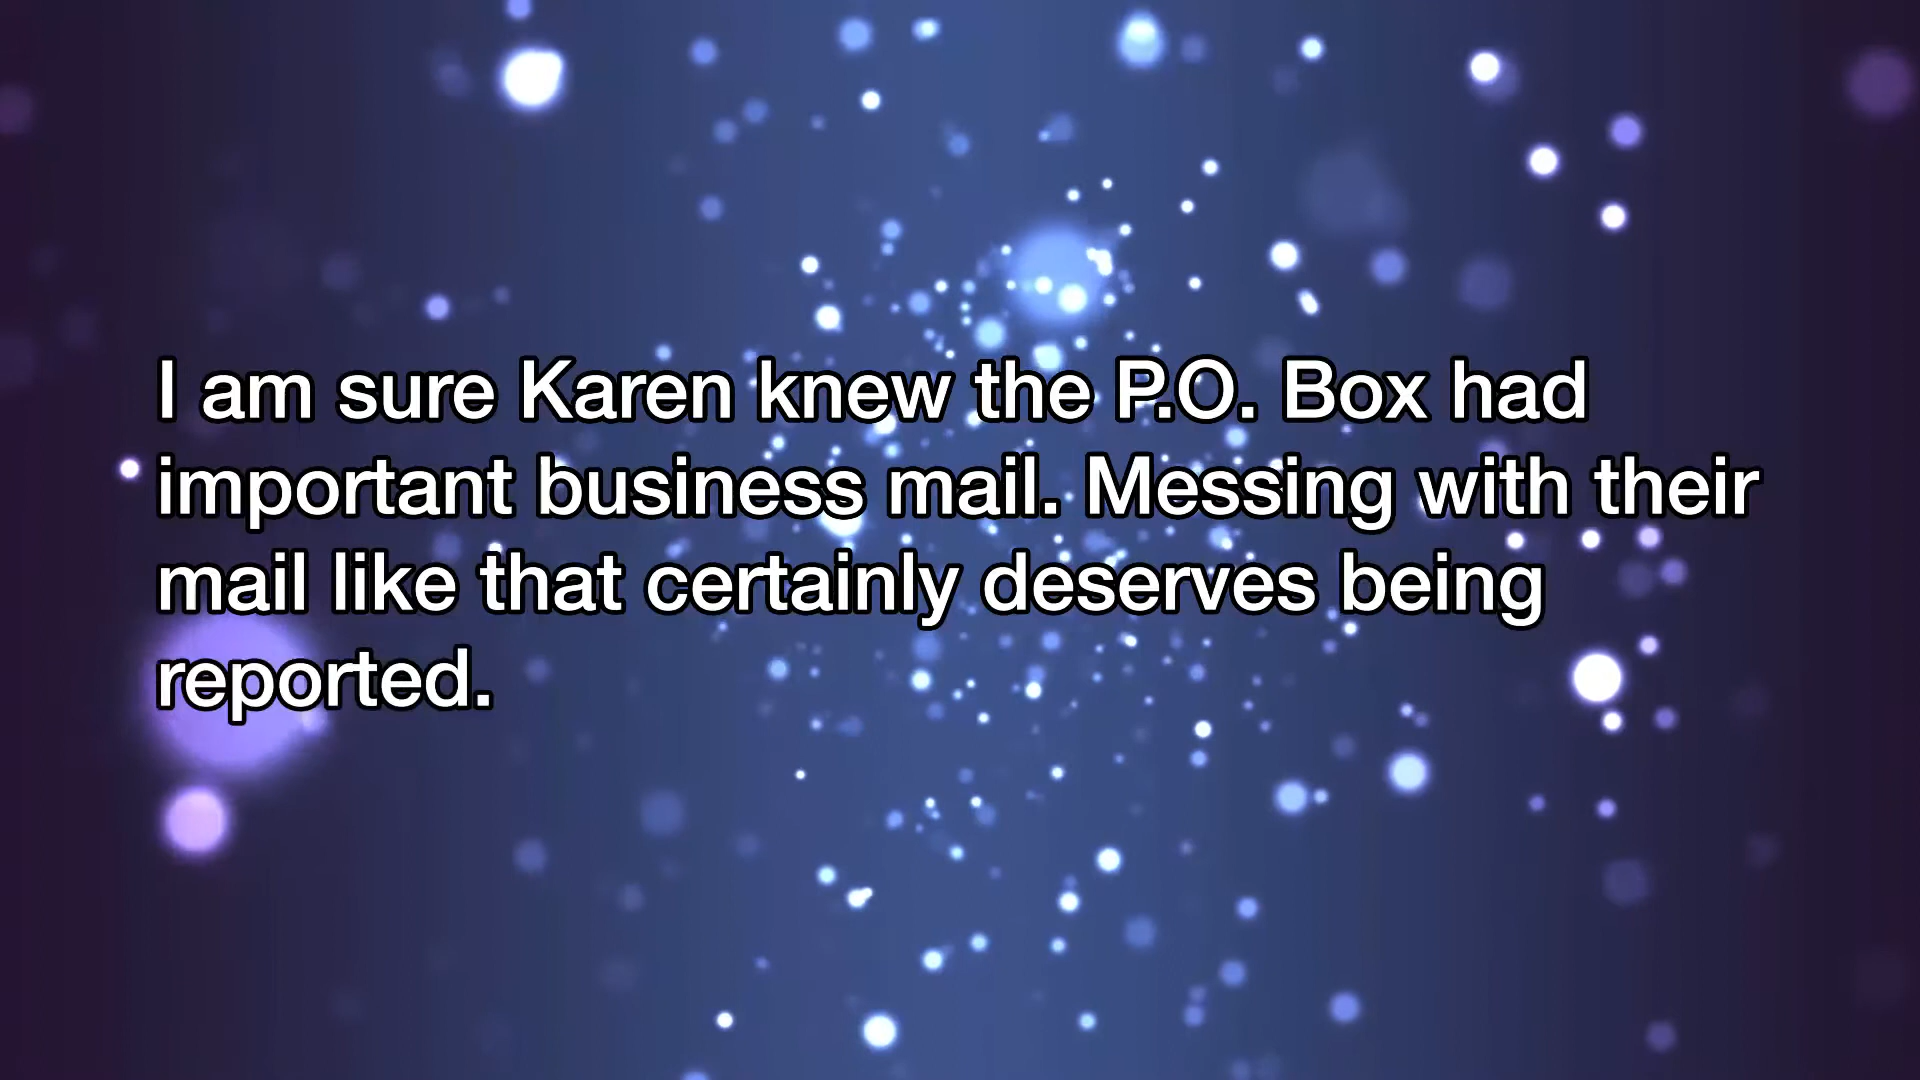 I am sure Karen knew the P.O. Box had
important business mail. Messing with their
mail like that certainly deserves being
reported.